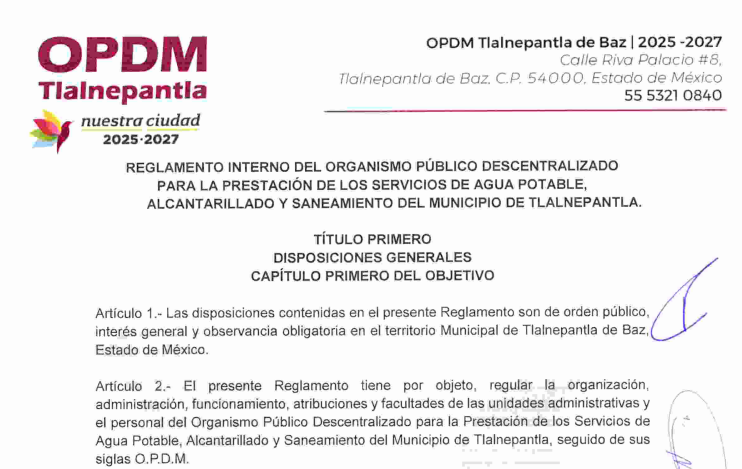 OPDM
Tlalnepantla
nuestra ciudad
2025·2027
OPDM Tlalnepantla de Baz | 2025 -2027
Calle Riva Palacio #8,
Tlalnepantla de Baz, C.P. 54000, Estado de México
55 5321 0840
REGLAMENTO INTERNO DEL ORGANISMO PÚBLICO DESCENTRALIZADO
PARA LA PRESTACIÓN DE LOS SERVICIOS DE AGUA POTABLE,
ALCANTARILLADO Y SANEAMIENTO DEL MUNICIPIO DE TLALNEPANTLA.
TÍTULO PRIMERO
DISPOSICIONES GENERALES
CAPÍTULO PRIMERO DEL OBJETIVO
Artículo 1.- Las disposiciones contenidas en el presente Reglamento son de orden público,
interés general y observancia obligatoria en el territorio Municipal de Tlalnepantla de Baz,
Estado de México.
Artículo 2.- El presente Reglamento tiene por objeto, regular la organización,
administración, funcionamiento, atribuciones y facultades de las unidades administrativas y
el personal del Organismo Público Descentralizado para la Prestación de los Servicios de
Agua Potable, Alcantarillado y Saneamiento del Municipio de Tlalnepantla, seguido de sus
siglas O.P.D.M.